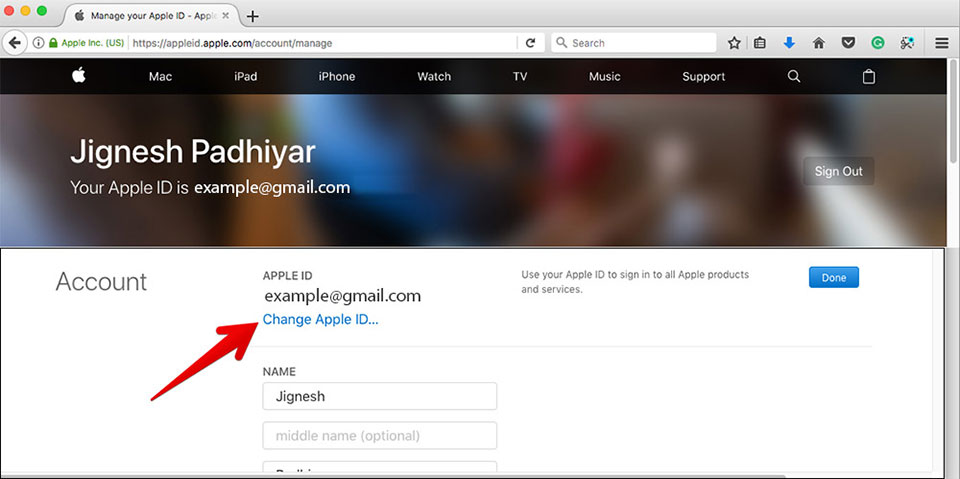 Manage your Apple ID - Apple
Apple Inc. (US)
https://appleid.apple.com/account/manage
Search
Mac
iPad
iPhone
Watch
TV
Music
Support
Jignesh Padhiyar
Your Apple ID is example@gmail.com
Sign Out
Account
APPLE ID
example@gmail.com
Change Apple ID...
Use your Apple ID to sign in to all Apple products
and services.
Done
NAME
Jignesh
middle name (optional)